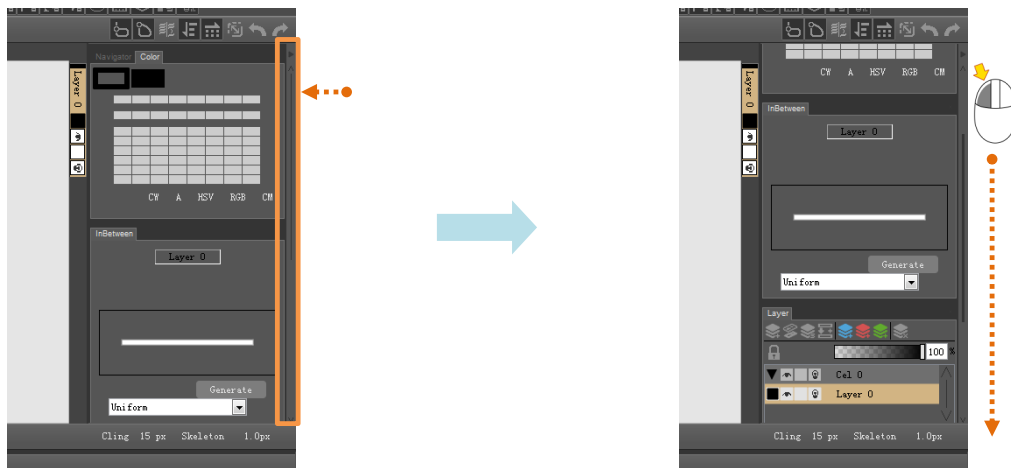 Navigator Color
Layer 0
CW A HSV RGB CM
InBetween
Layer 0
Generate
Uniform
Cling 15 px Skeleton 1.0px
CW A HSV RGB CM
Layer 0
InBetween
Layer 0
Generate
Uniform
Layer
100 %
Cel 0
Layer 0
Cling 15 px Skeleton 1.0px